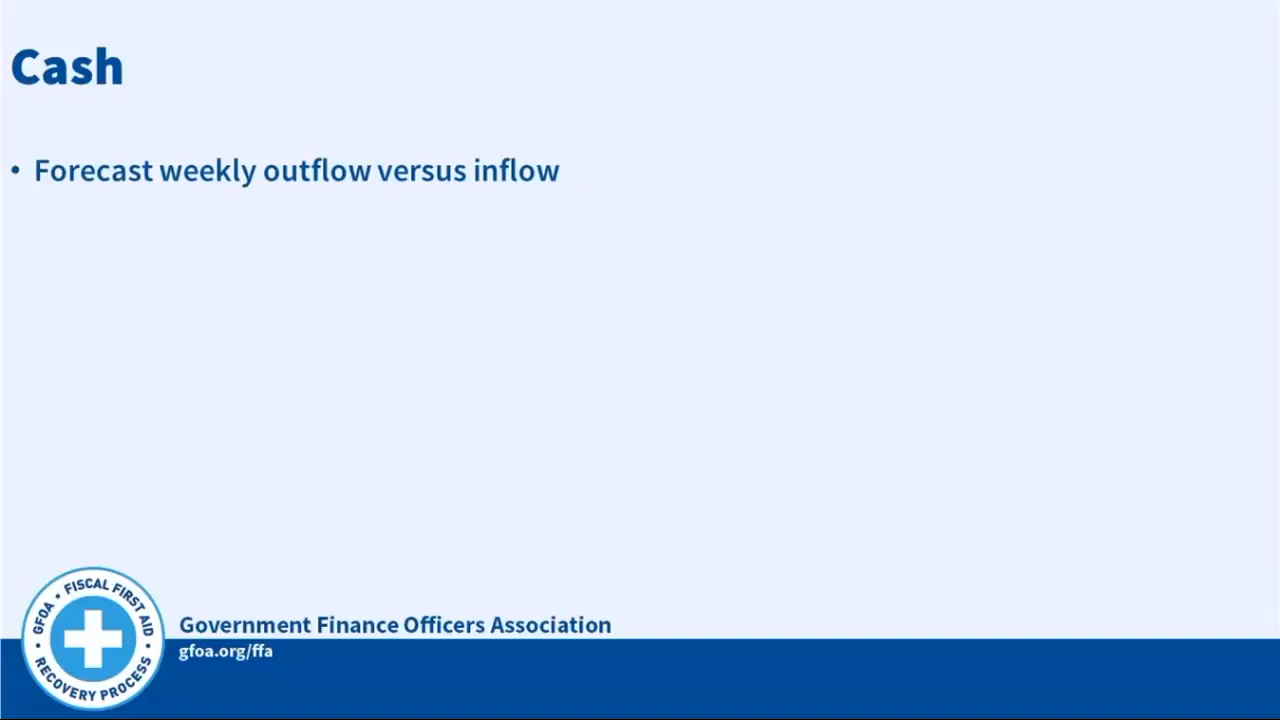 Cash
• Forecast weekly outflow versus inflow
GFOA • FISCAL FIRST AID • RECOVERY PROCESS •
Government Finance Officers Association
gfoa.org/ffa